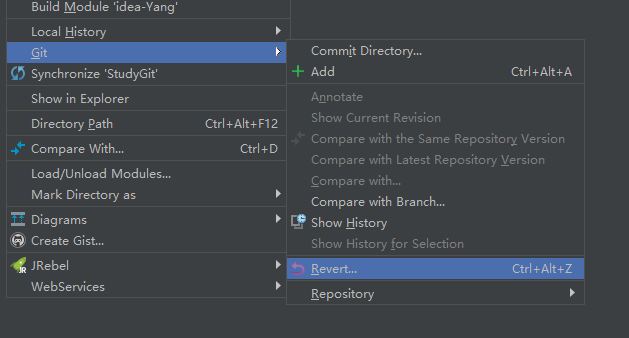 Build Module 'idea-Yang'
Local History
Git
Synchronize 'StudyGit'
Show in Explorer
Directory Path Ctrl+Alt+F12
Compare With... Ctrl+D
Load/Unload Modules...
Mark Directory as
Diagrams
Create Gist...
JR
JRebel
WebServices
Commit Directory...
Add Ctrl+Alt+A
Annotate
Show Current Revision
Compare with the Same Repository Version
Compare with Latest Repository Version
Compare with...
Compare with Branch...
Show History
Show History for Selection
Revert... Ctrl+Alt+Z
Repository